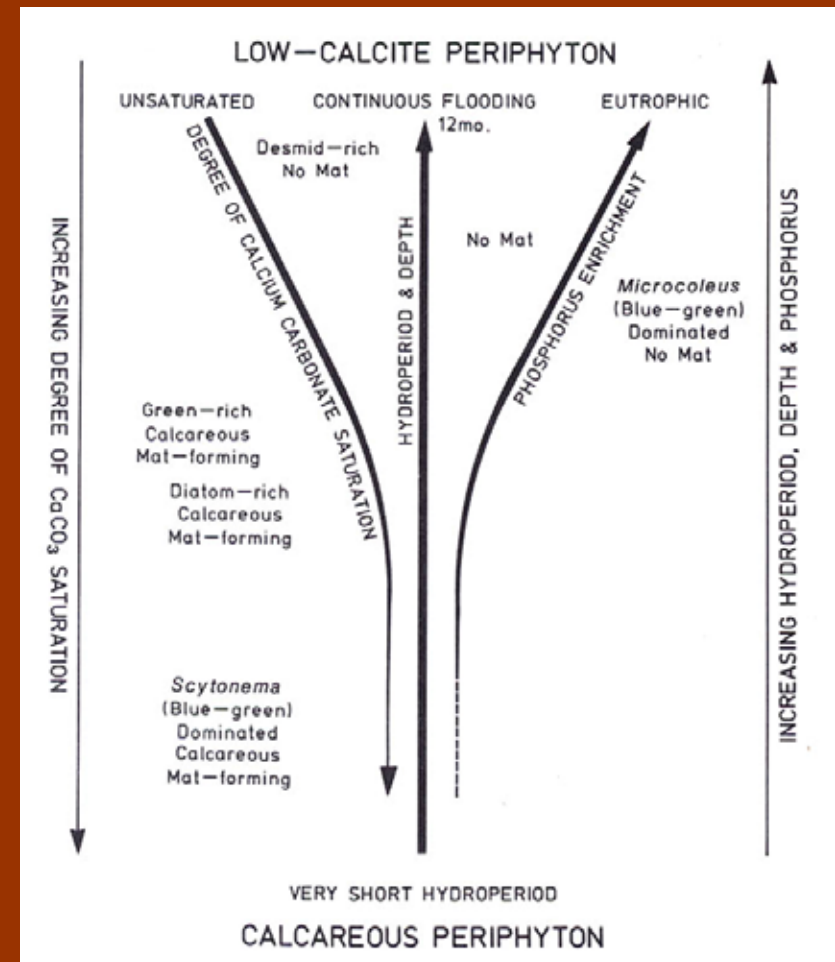 LOW-CALCITE PERIPHYTON
UNSATURATED
CONTINUOUS FLOODING
12mo.
EUTROPHIC
DEGREE OF CALCIUM CARBONATE SATURATION
Desmid-rich
No Mat
HYDROPERIOD & DEPTH
No Mat
PHOSPHORUS ENRICHMENT
Microcoleus
(Blue-green)
Dominated
No Mat
INCREASING DEGREE OF CaCO₃ SATURATION
INCREASING HYDROPERIOD, DEPTH & PHOSPHORUS
Green-rich
Calcareous
Mat-forming
Diatom-rich
Calcareous
Mat-forming
Scytonema
(Blue-green)
Dominated
Calcareous
Mat-forming
VERY SHORT HYDROPERIOD
CALCAREOUS PERIPHYTON